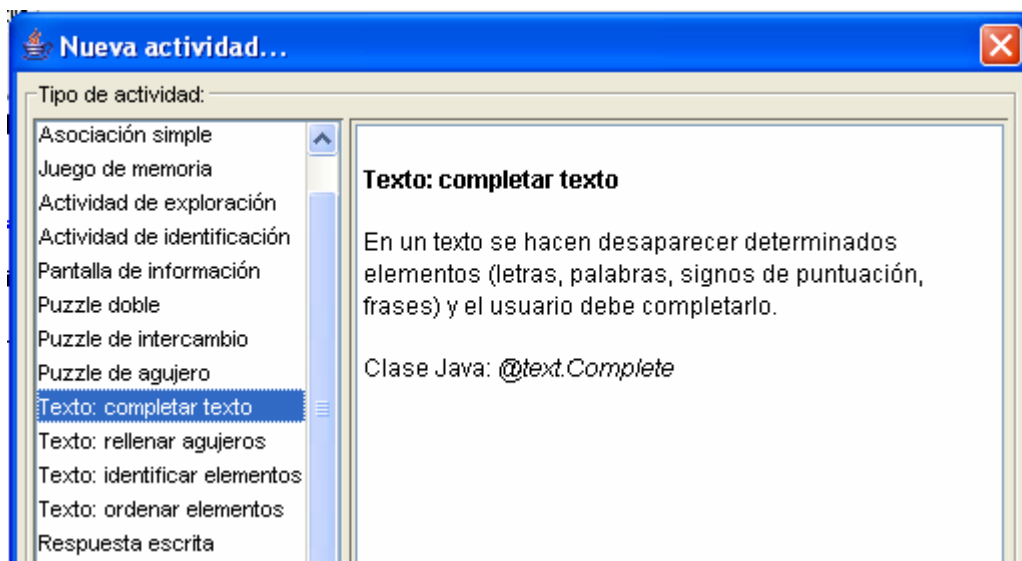 Nueva actividad...
Tipo de actividad:
Asociación simple
Juego de memoria
Actividad de exploración
Actividad de identificación
Pantalla de información
Puzzle doble
Puzzle de intercambio
Puzzle de agujero
Texto: completar texto
Texto: rellenar agujeros
Texto: identificar elementos
Texto: ordenar elementos
Respuesta escrita
Texto: completar texto
En un texto se hacen desaparecer determinados
elementos (letras, palabras, signos de puntuación,
frases) y el usuario debe completarlo.
Clase Java: @text.Complete